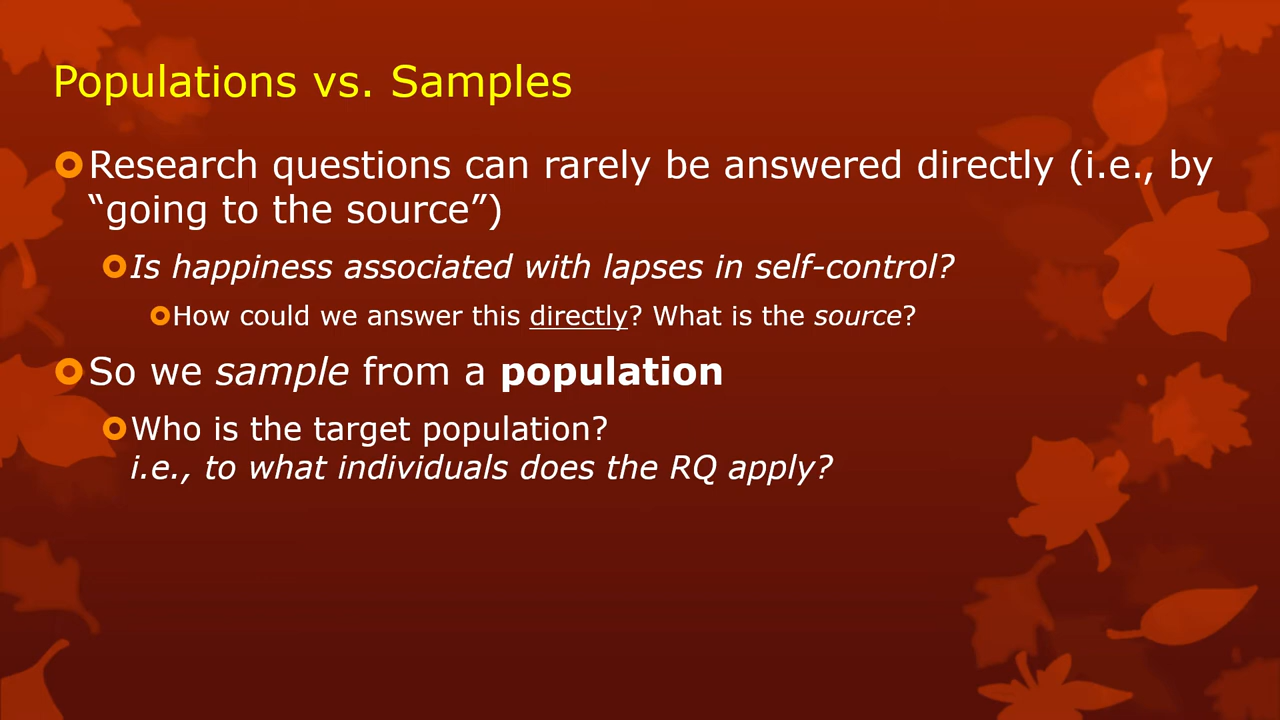 Populations vs. Samples
Research questions can rarely be answered directly (i.e., by
“going to the source”)
Is happiness associated with lapses in self-control?
How could we answer this directly? What is the source?
So we sample from a population
Who is the target population?
i.e., to what individuals does the RQ apply?